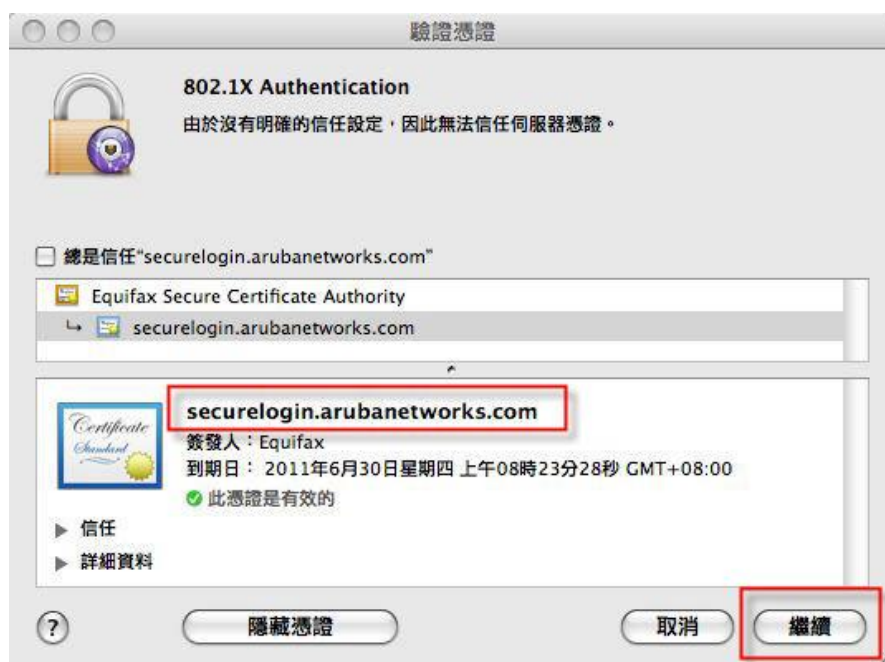 驗證憑證
802.1X Authentication
由於沒有明確的信任設定，因此無法信任伺服器憑證。
總是信任"securelogin.arubanetworks.com"
Equifax Secure Certificate Authority
securelogin.arubanetworks.com
Certificate
Standard
securelogin.arubanetworks.com
簽發人：Equifax
到期日： 2011年6月30日星期四 上午08時23分28秒 GMT+08:00
此憑證是有效的
信任
詳細資料
?
隱藏憑證
取消
繼續